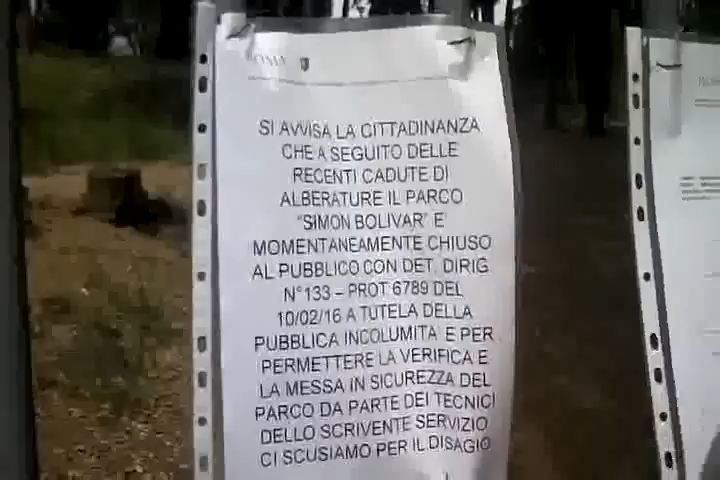 ROMA
SI AVVISA LA CITTADINANZA
CHE A SEGUITO DELLE
RECENTI CADUTE DI
ALBERATURE IL PARCO
"SIMON BOLIVAR" E'
MOMENTANEAMENTE CHIUSO
AL PUBBLICO CON DET. DIRIG.
N°133 – PROT 6789 DEL
10/02/16 A TUTELA DELLA
PUBBLICA INCOLUMITA' E PER
PERMETTERE LA VERIFICA E
LA MESSA IN SICUREZZA DEL
PARCO DA PARTE DEI TECNICI
DELLO SCRIVENTE SERVIZIO
CI SCUSIAMO PER IL DISAGIO